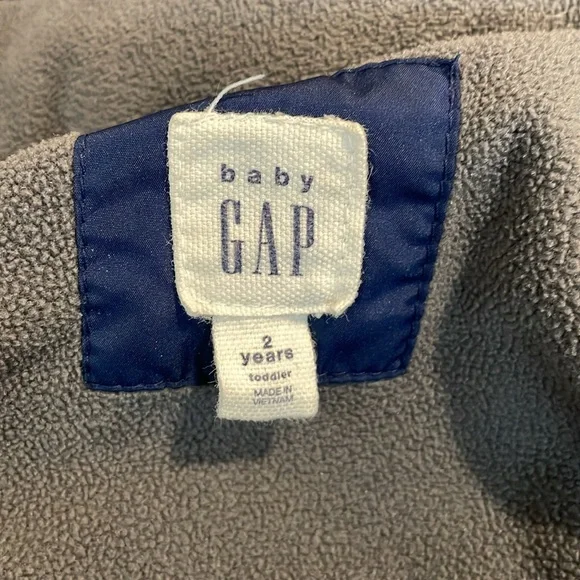 baby
GAP
2
years
toddler
MADE IN
VIETNAM